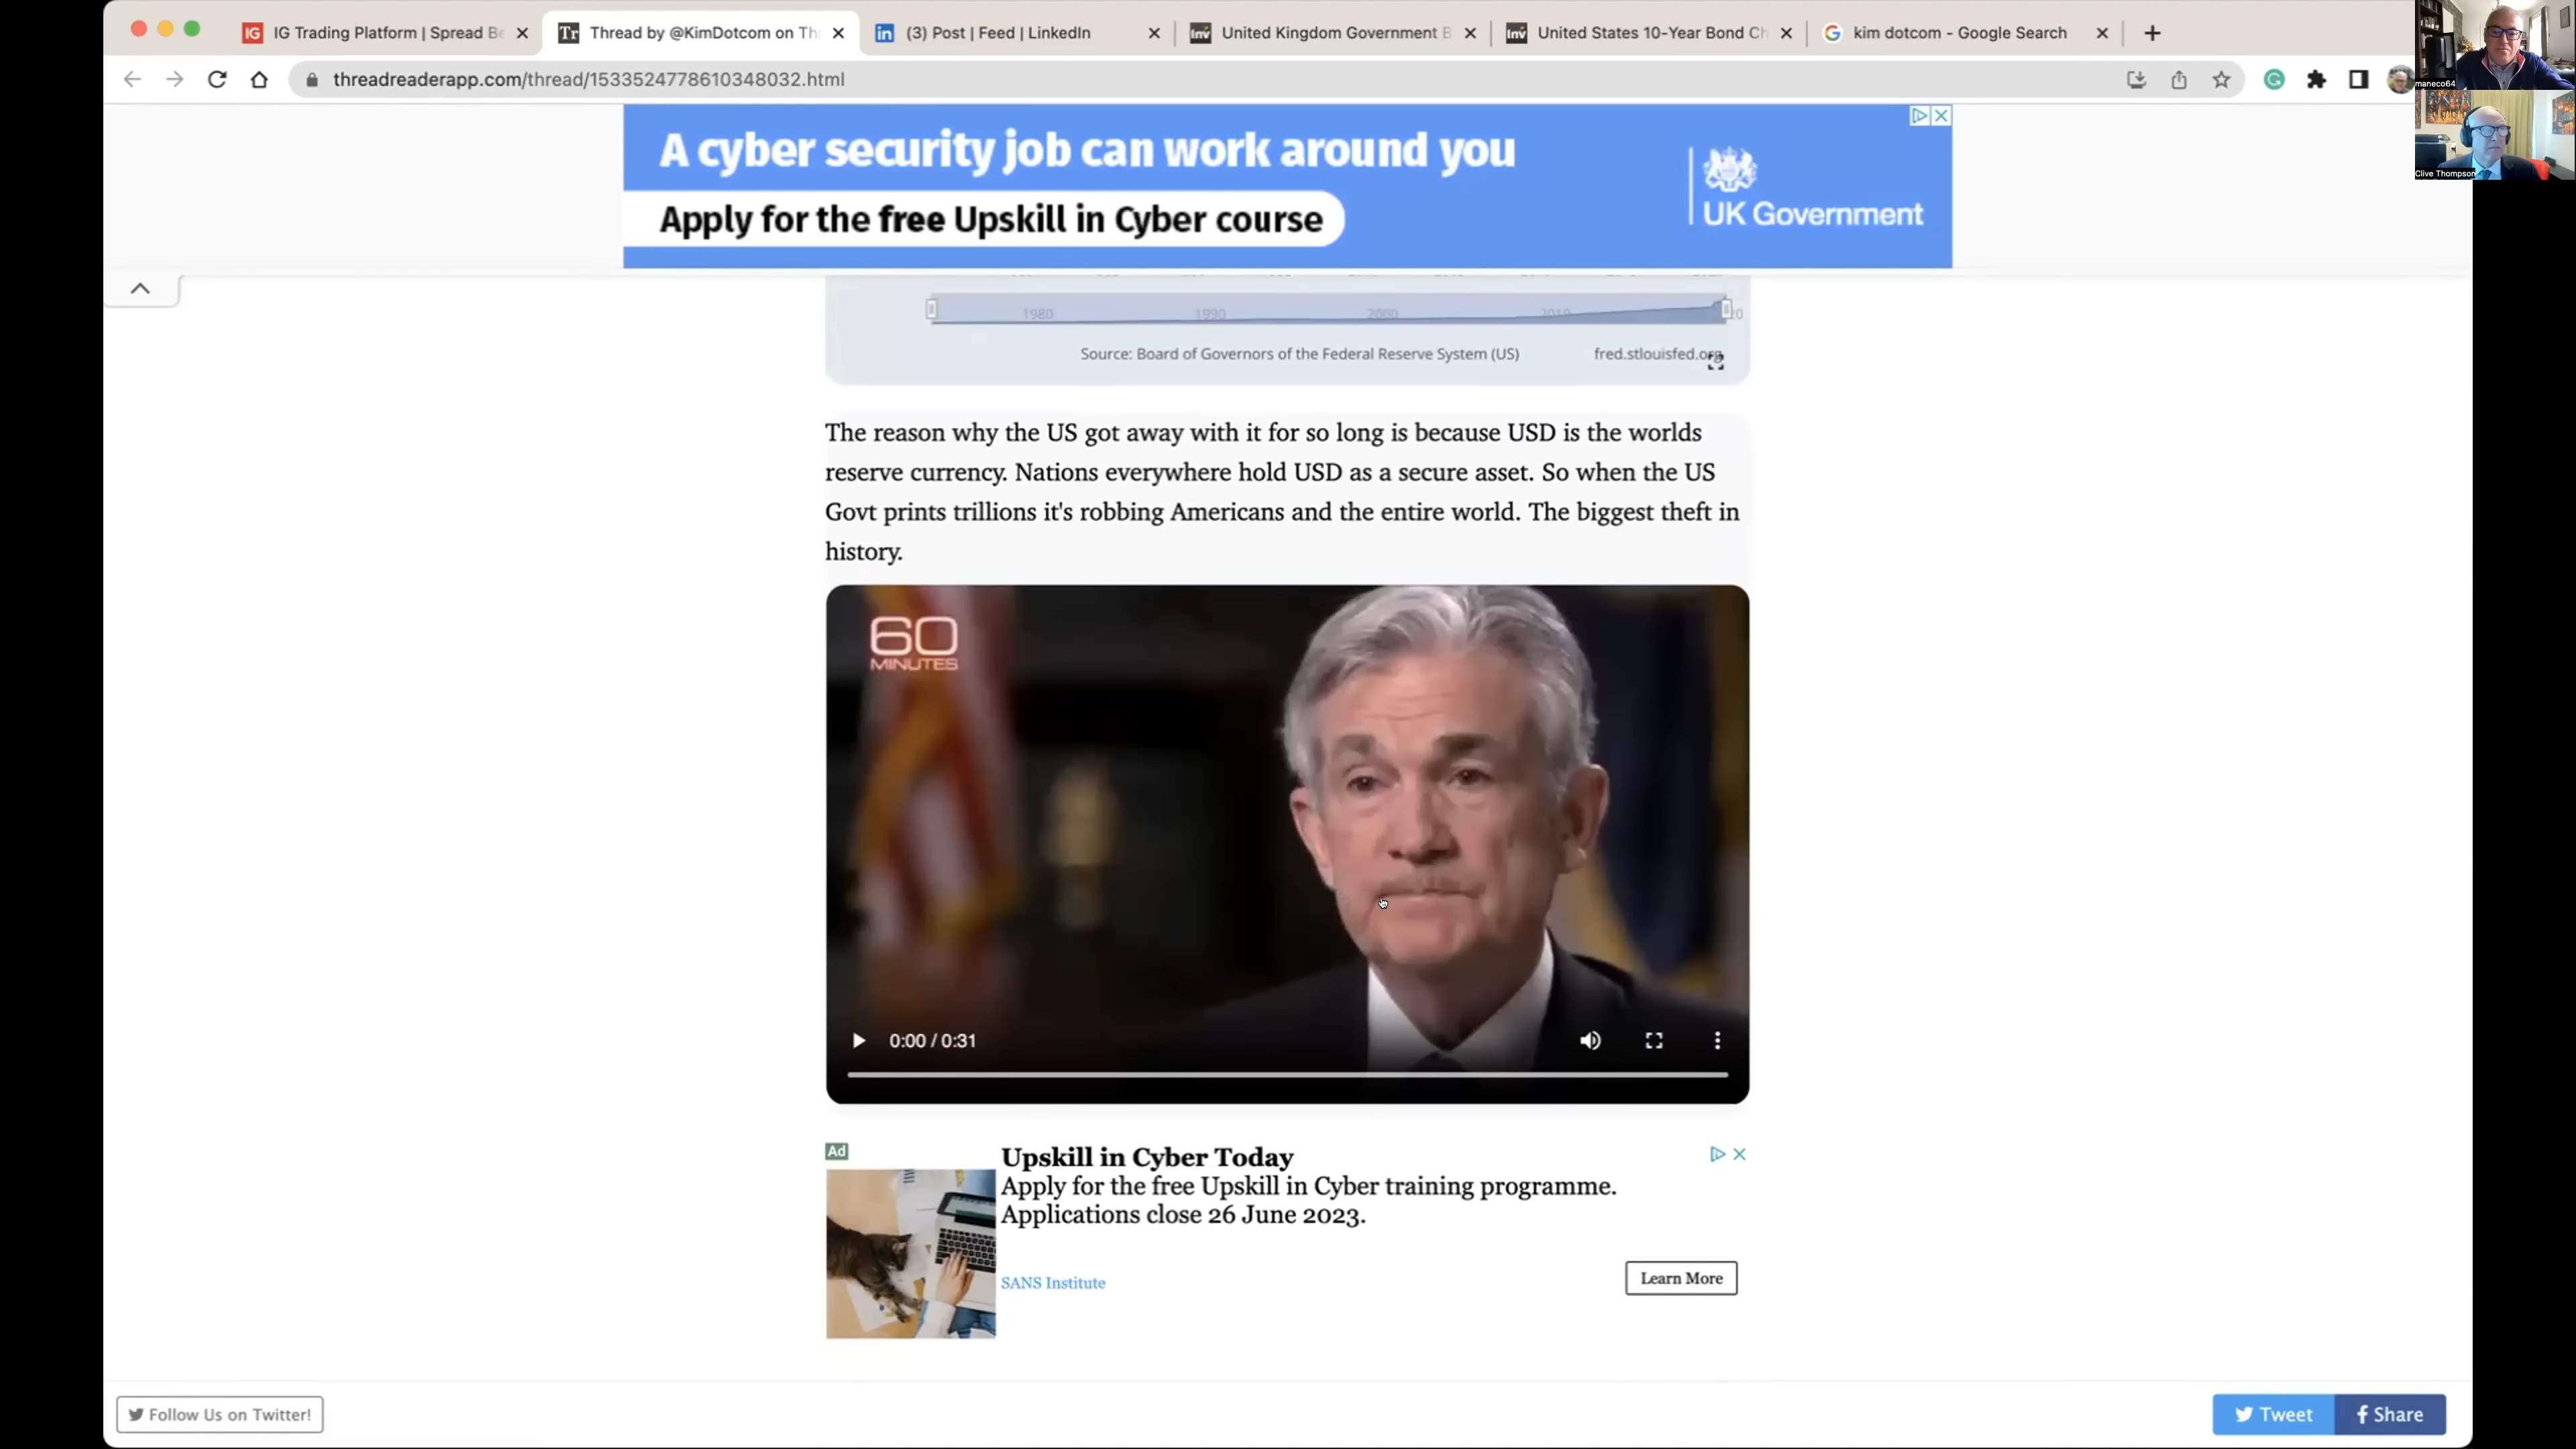 IG Trading Platform | Spread Be
Thread by @KimDotcom on Th
(3) Post | Feed | LinkedIn
United Kingdom Government B
United States 10-Year Bond Ch
kim dotcom - Google Search
threadreaderapp.com/thread/1533524778610348032.html
maneco64
Clive Thompson
A cyber security job can work around you
Apply for the free Upskill in Cyber course
UK Government
1980 1990 2000 2010
Source: Board of Governors of the Federal Reserve System (US) fred.stlouisfed.org
The reason why the US got away with it for so long is because USD is the worlds
reserve currency. Nations everywhere hold USD as a secure asset. So when the US
Govt prints trillions it's robbing Americans and the entire world. The biggest theft in
history.
60
MINUTES
0:00 / 0:31
Ad
Upskill in Cyber Today
Apply for the free Upskill in Cyber training programme.
Applications close 26 June 2023.
SANS Institute
Learn More
Follow Us on Twitter!
Tweet
Share